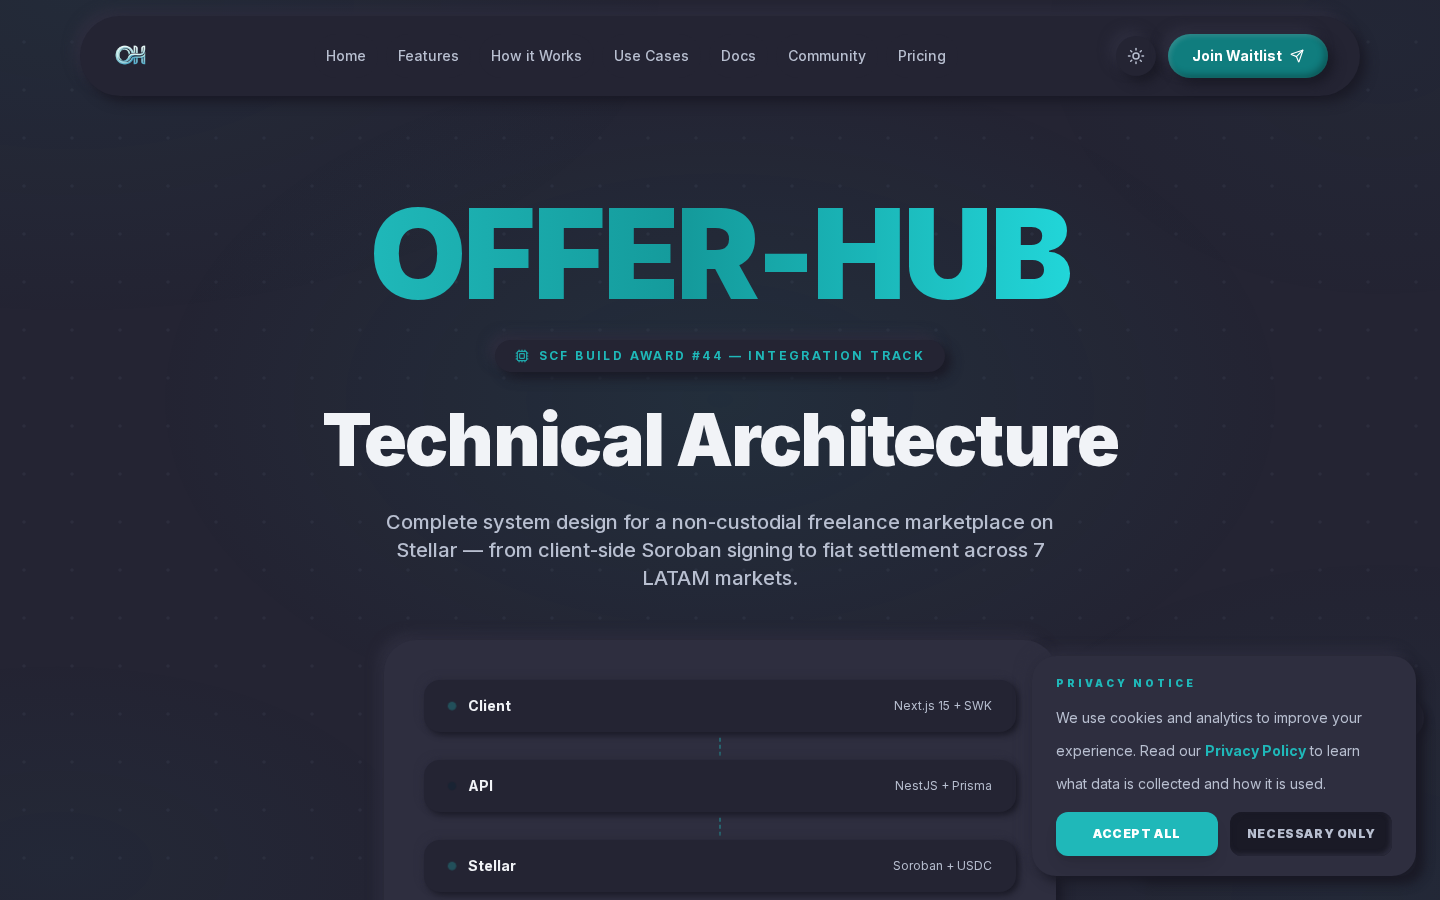 OH
Home
Features
How it Works
Use Cases
Docs
Community
Pricing
Join Waitlist
OFFER-HUB
SCF BUILD AWARD #44 — INTEGRATION TRACK
Technical Architecture
Complete system design for a non-custodial freelance marketplace on
Stellar — from client-side Soroban signing to fiat settlement across 7
LATAM markets.
Client
Next.js 15 + SWK
API
NestJS + Prisma
Stellar
Soroban + USDC
PRIVACY NOTICE
We use cookies and analytics to improve your
experience. Read our Privacy Policy to learn
what data is collected and how it is used.
ACCEPT ALL
NECESSARY ONLY